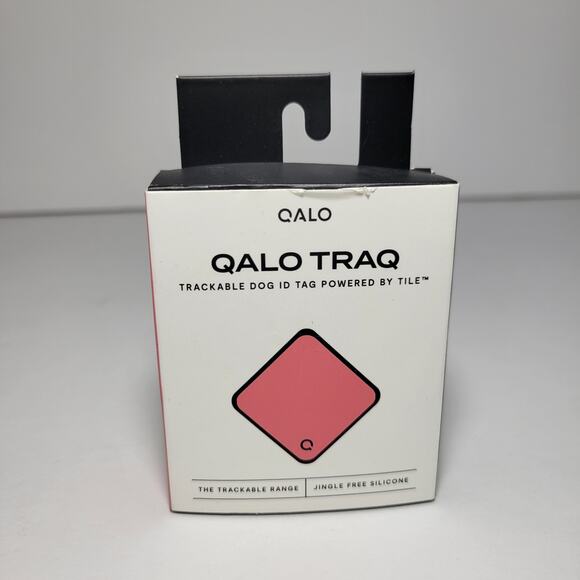 QALO
QALO TRAQ
TRACKABLE DOG ID TAG POWERED BY TILE™
Q
THE TRACKABLE RANGE | JINGLE FREE SILICONE